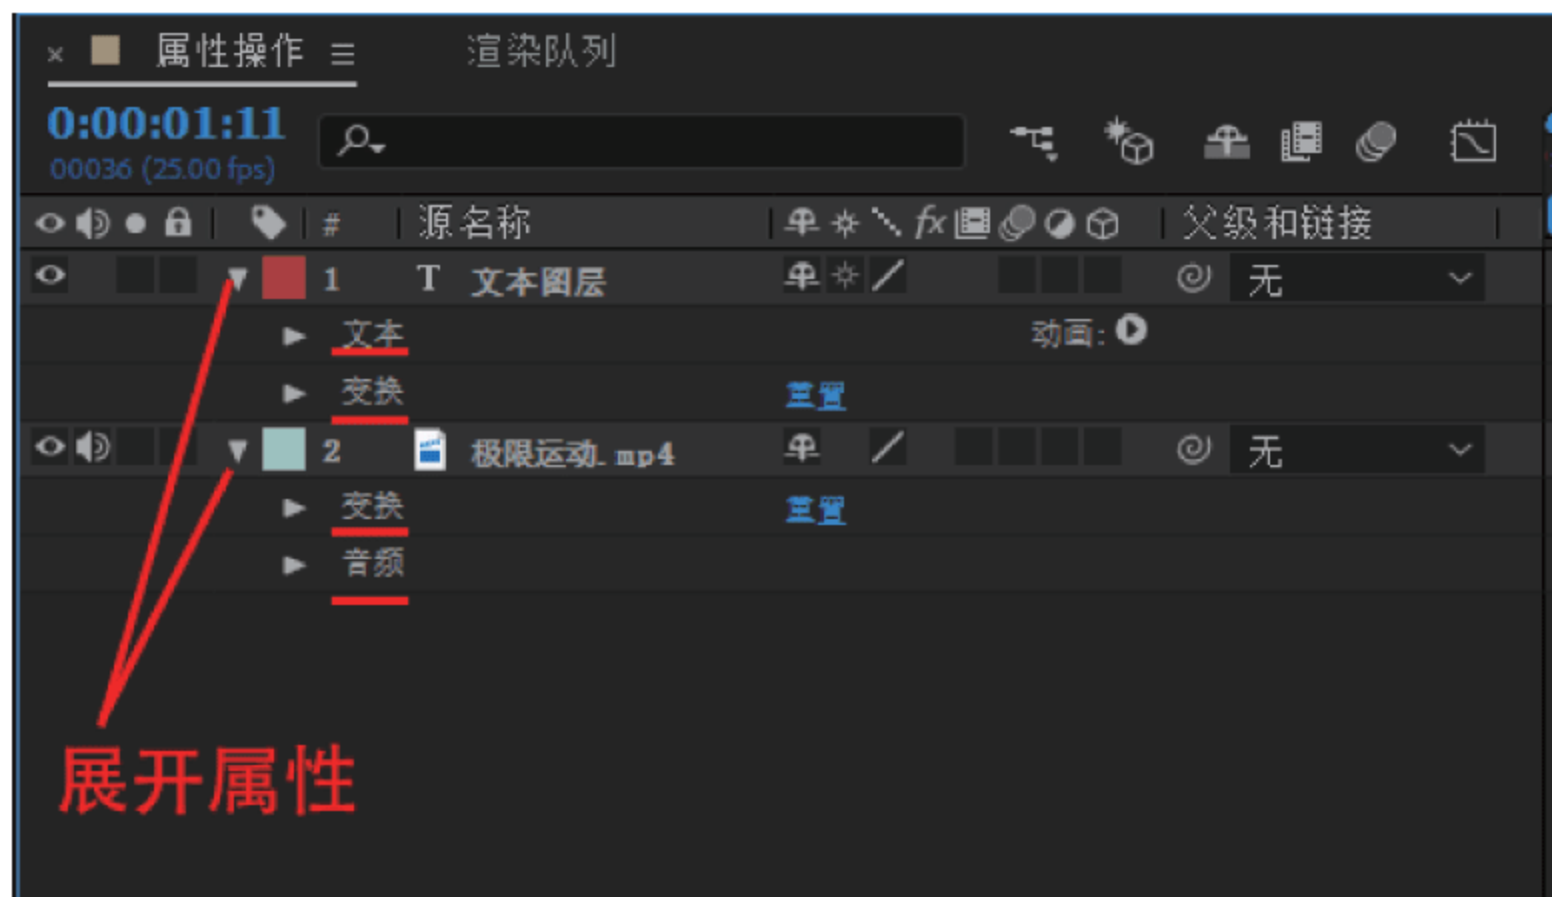 × 属性操作 ≡ 渲染队列
0:00:01:11
00036 (25.00 fps)
# 源名称 fx 父级和链接
1 T 文本图层 无
文本 动画:
变换 重置
2 极限运动.mp4 无
变换 重置
音频
展开属性